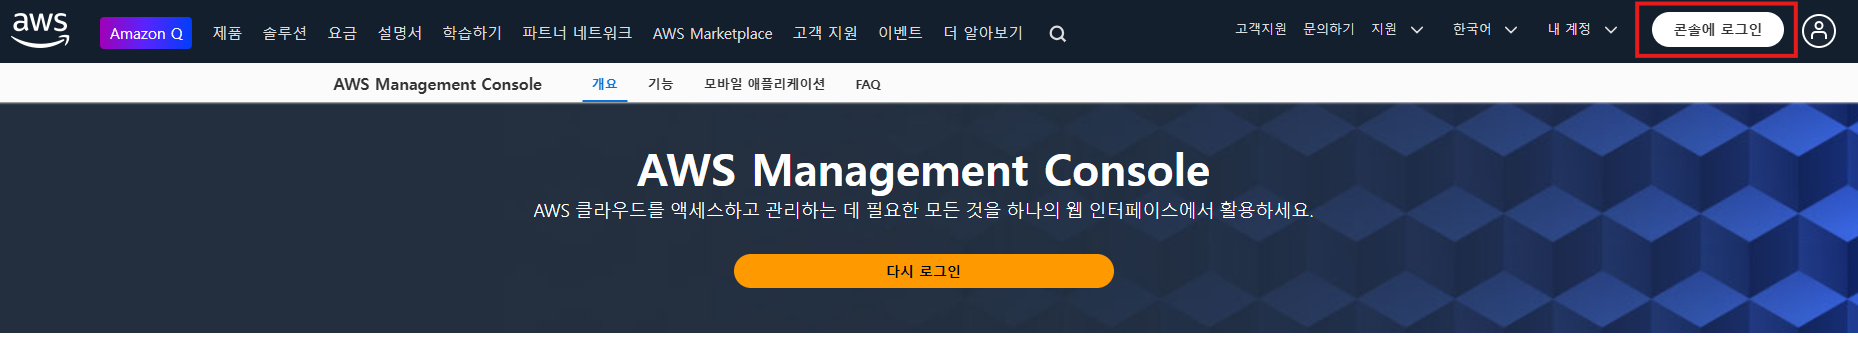 aws
Amazon Q 제품 솔루션 요금 설명서 학습하기 파트너 네트워크 AWS Marketplace 고객 지원 이벤트 더 알아보기 고객지원 문의하기 지원 한국어 내 계정 콘솔에 로그인
AWS Management Console 개요 기능 모바일 애플리케이션 FAQ
AWS Management Console
AWS 클라우드를 액세스하고 관리하는 데 필요한 모든 것을 하나의 웹 인터페이스에서 활용하세요.
다시 로그인